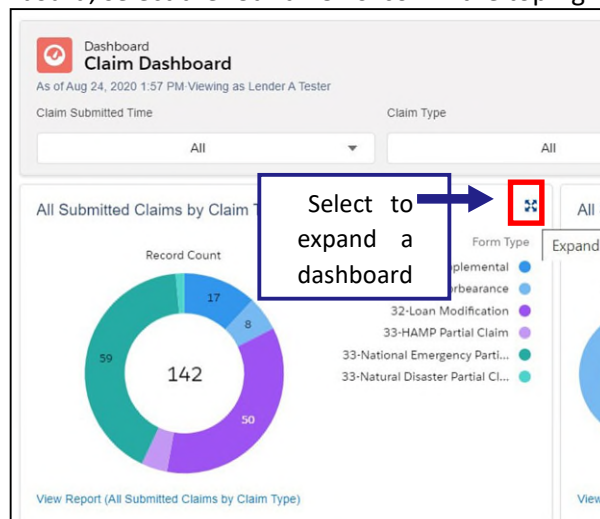 Dashboard
Claim Dashboard
As of Aug 24, 2020 1:57 PM·Viewing as Lender A Tester
Claim Submitted Time
Claim Type
All
All
All Submitted Claims by Claim
Select to
expand a
dashboard
All
Expand
Record Count
Form Type
32-Loan Modification
33-HAMP Partial Claim
33-National Emergency Parti...
33-Natural Disaster Partial Cl...
17
8
59
142
50
View Report (All Submitted Claims by Claim Type)